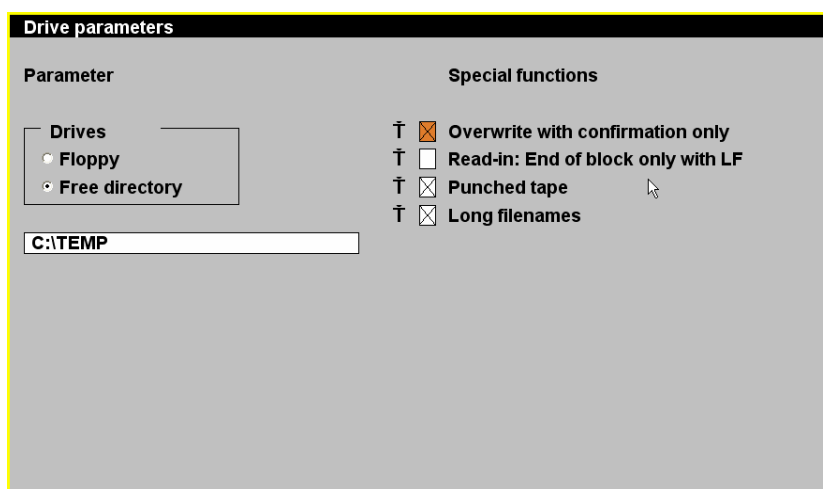 Drive parameters
Parameter
Special functions
Drives
Floppy
Free directory
C:\TEMP
Overwrite with confirmation only
Read-in: End of block only with LF
Punched tape
Long filenames